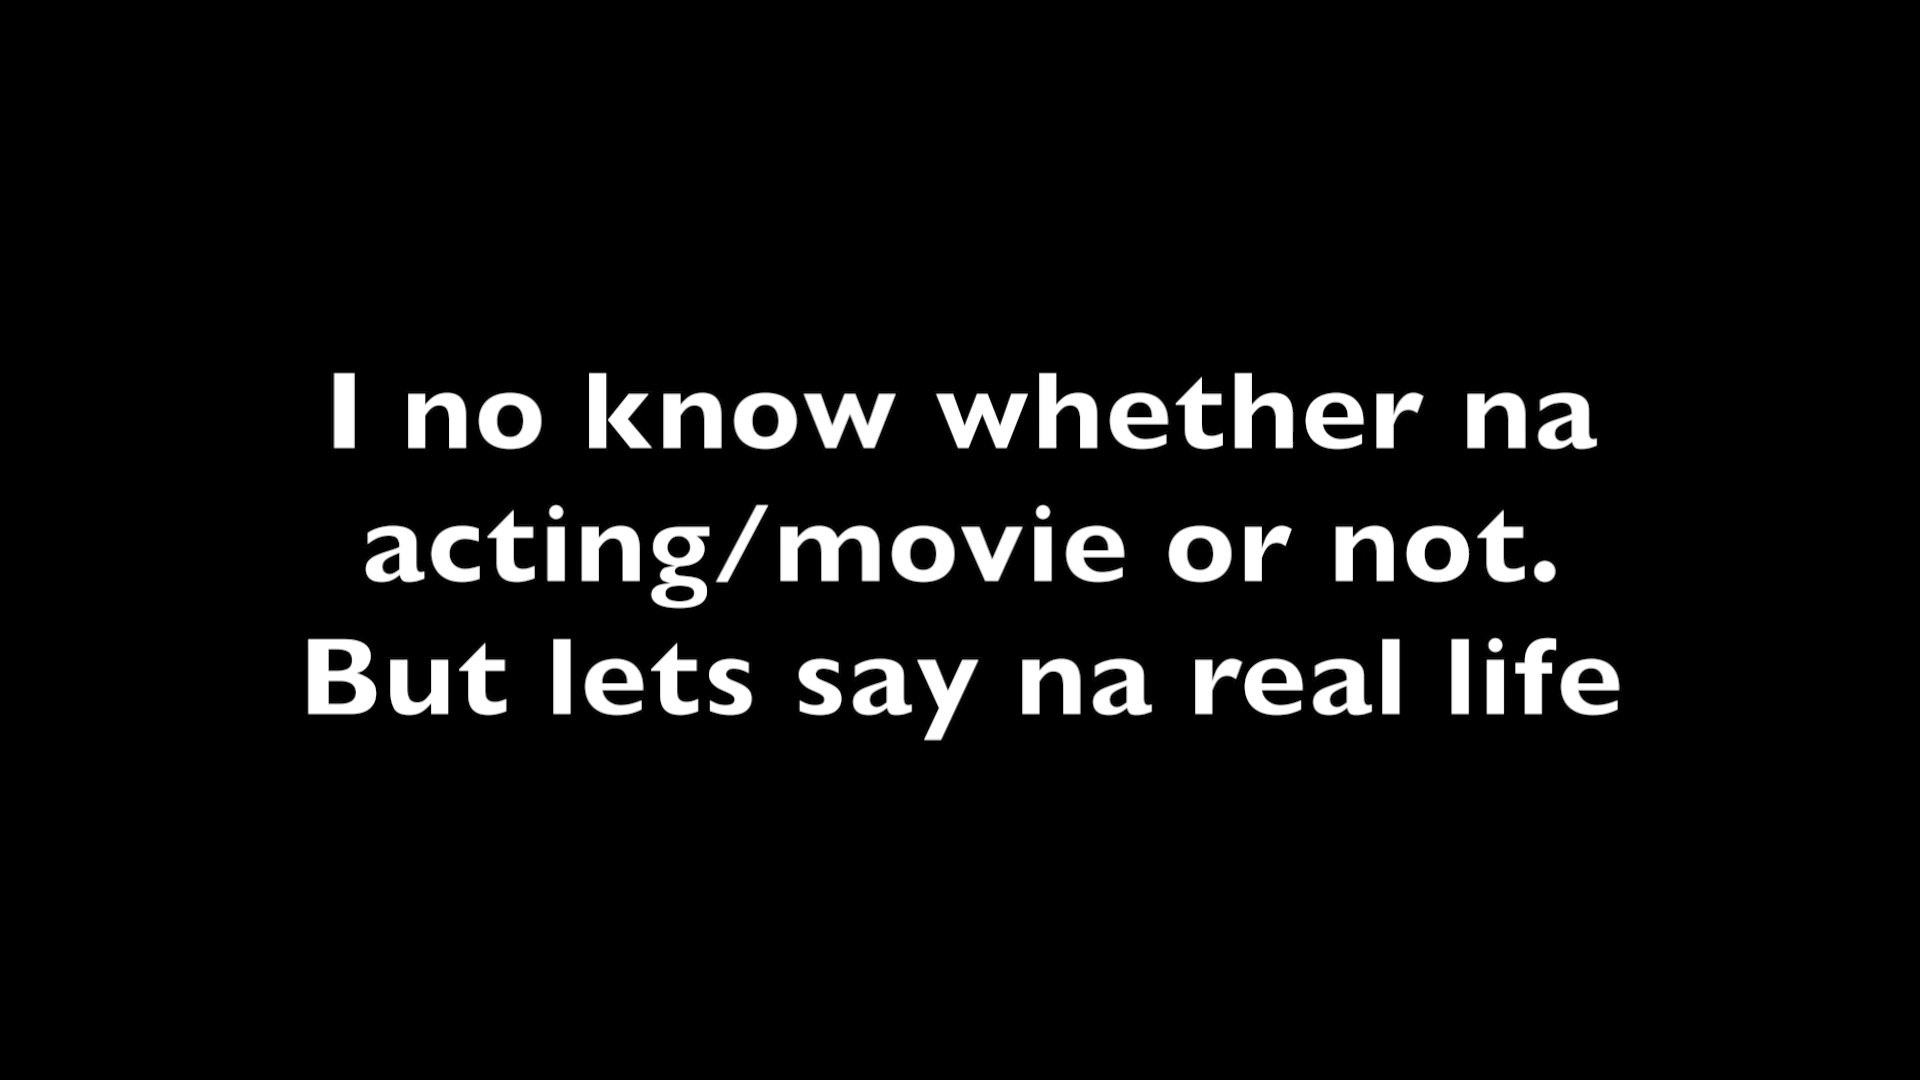 I no know whether na
acting/movie or not.
But lets say na real life